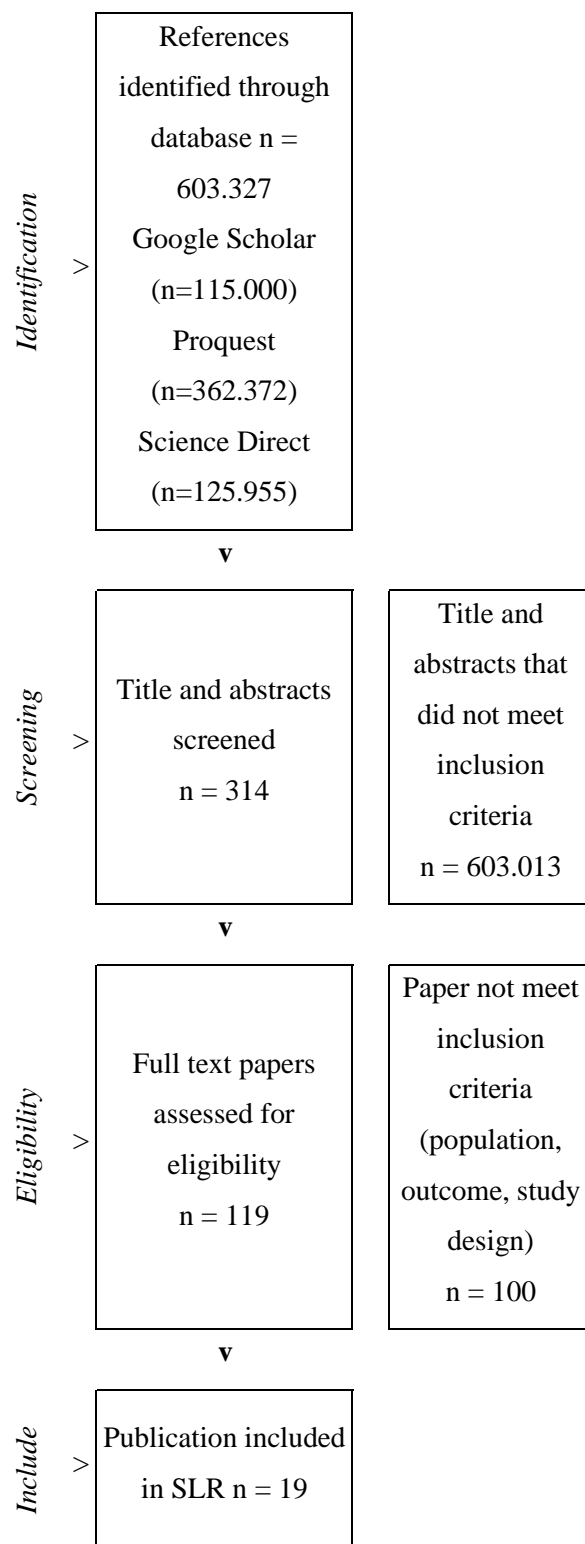 Identification
>
References
identified through
database n =
603.327
Google Scholar
(n=115.000)
Proquest
(n=362.372)
Science Direct
(n=125.955)
v
Screening
>
Title and abstracts
screened
n = 314
Title and
abstracts that
did not meet
inclusion
criteria
n = 603.013
v
Eligibility
>
Full text papers
assessed for
eligibility
n = 119
Paper not meet
inclusion
criteria
(population,
outcome, study
design)
n = 100
v
Include
>
Publication included
in SLR n = 19